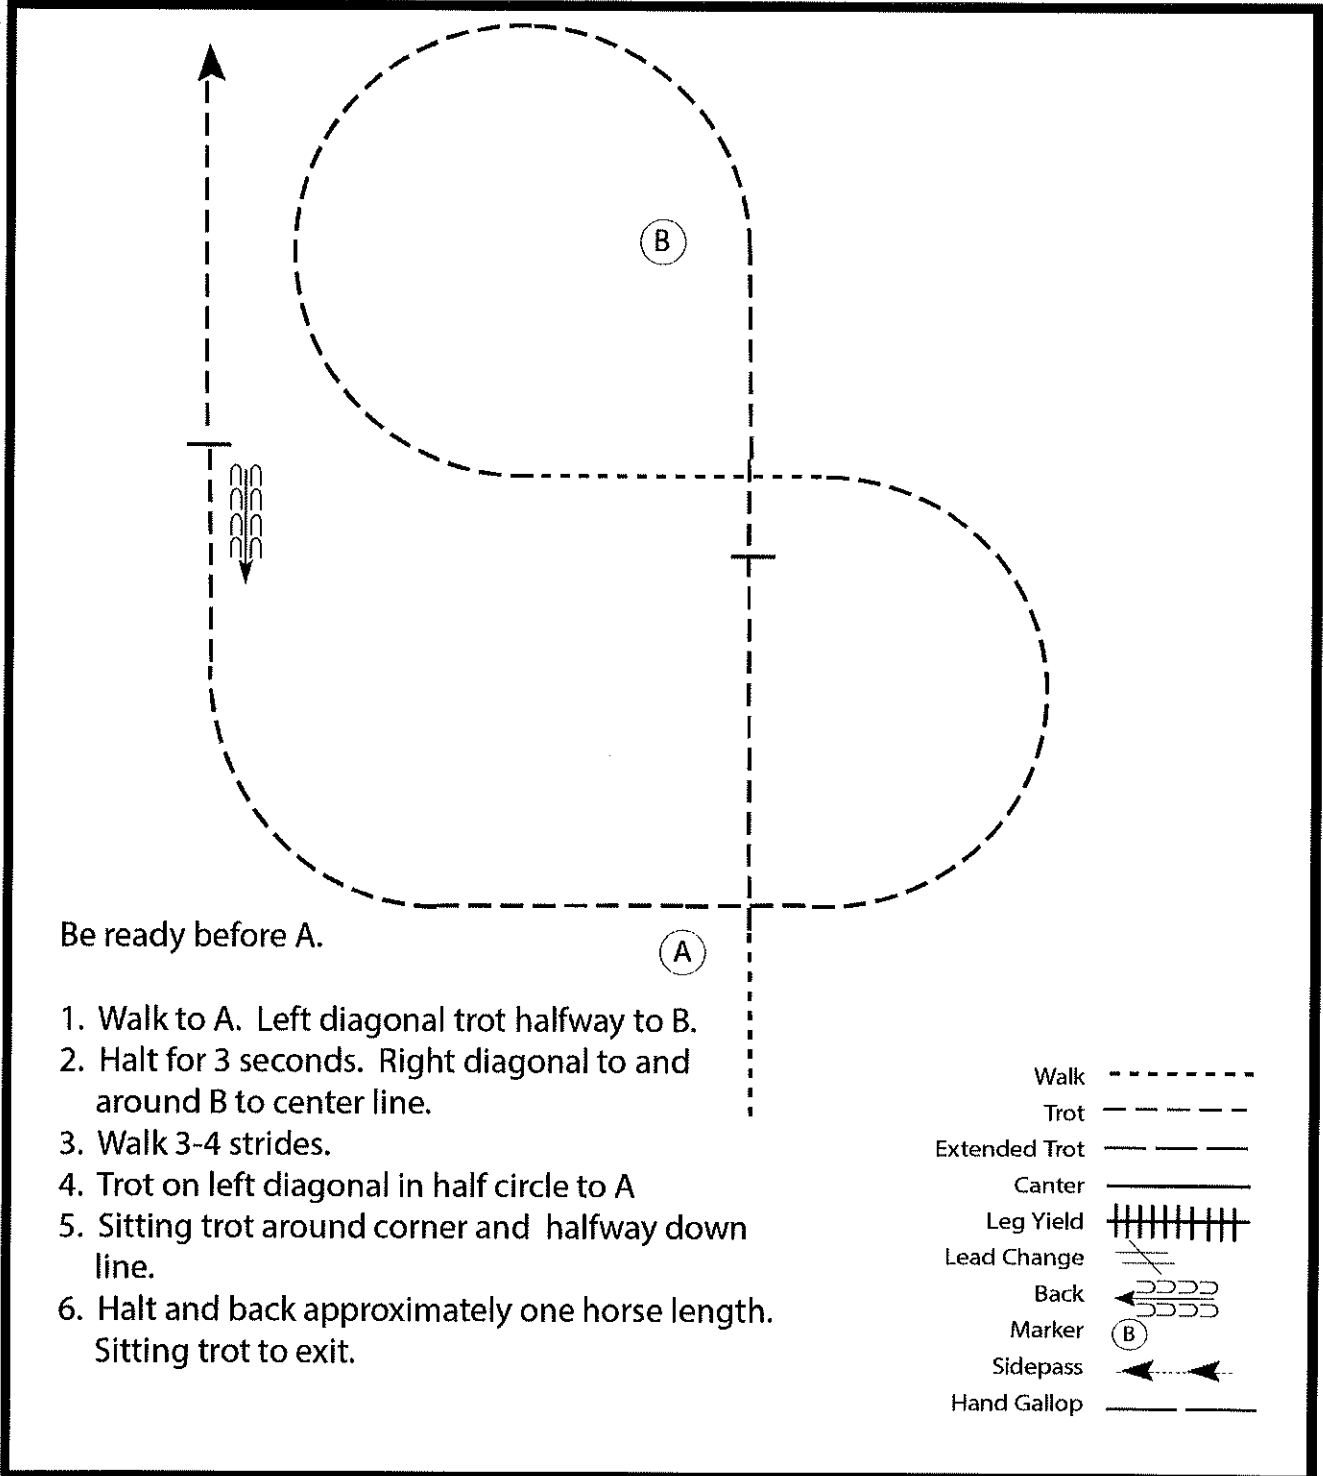 B
Be ready before A.
A
1. Walk to A. Left diagonal trot halfway to B.
2. Halt for 3 seconds. Right diagonal to and
around B to center line.
3. Walk 3-4 strides.
4. Trot on left diagonal in half circle to A
5. Sitting trot around corner and halfway down
line.
6. Halt and back approximately one horse length.
Sitting trot to exit.
Walk
Trot
Extended Trot
Canter
Leg Yield
Lead Change
Back
Marker B
Sidepass
Hand Gallop